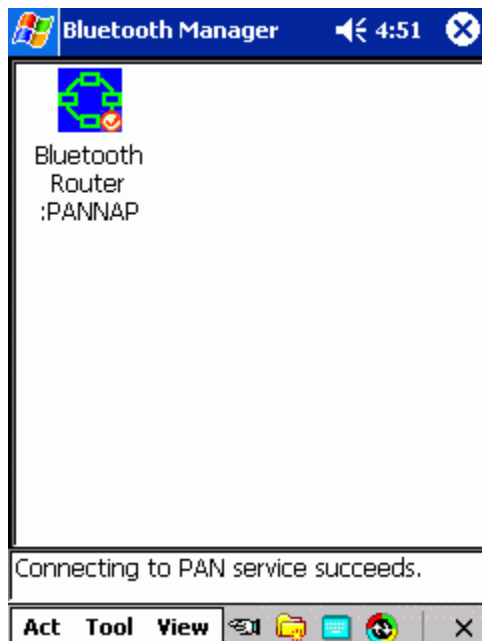 Bluetooth Manager 4:51
Bluetooth
Router
:PANNAP
Connecting to PAN service succeeds.
Act Tool View